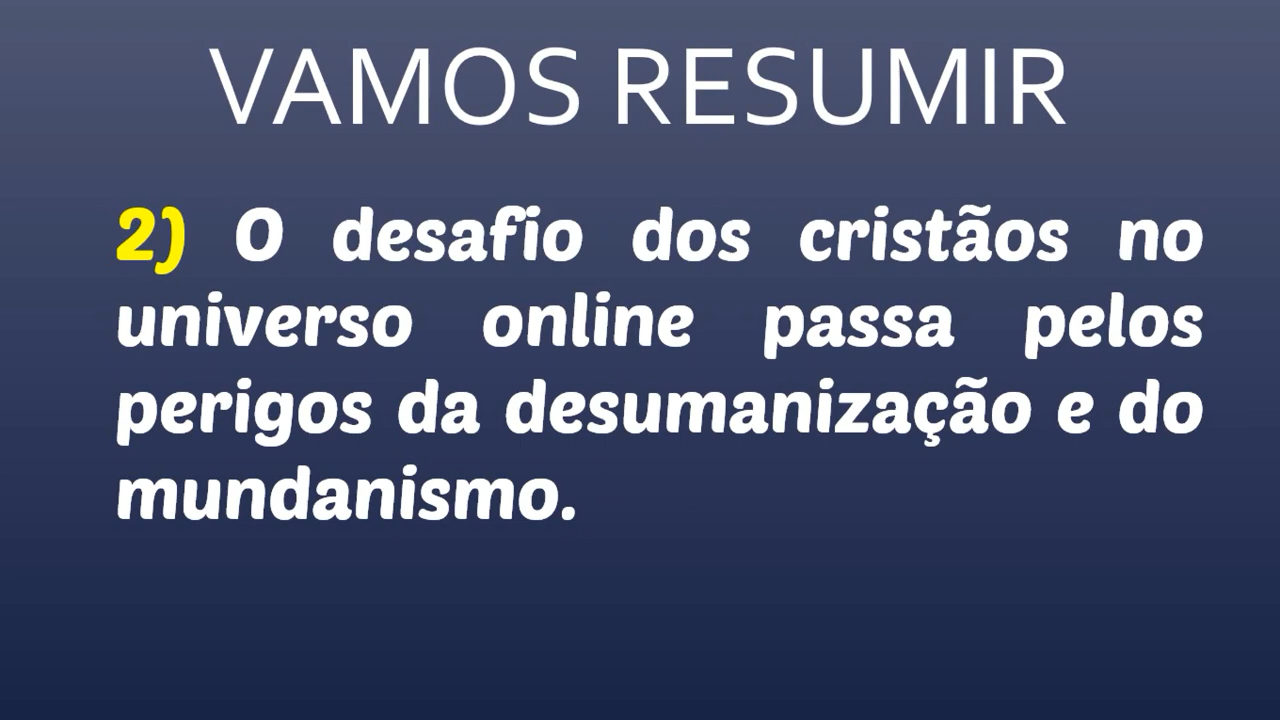 VAMOS RESUMIR
2) O desafio dos cristãos no
universo online passa pelos
perigos da desumanização e do
mundanismo.